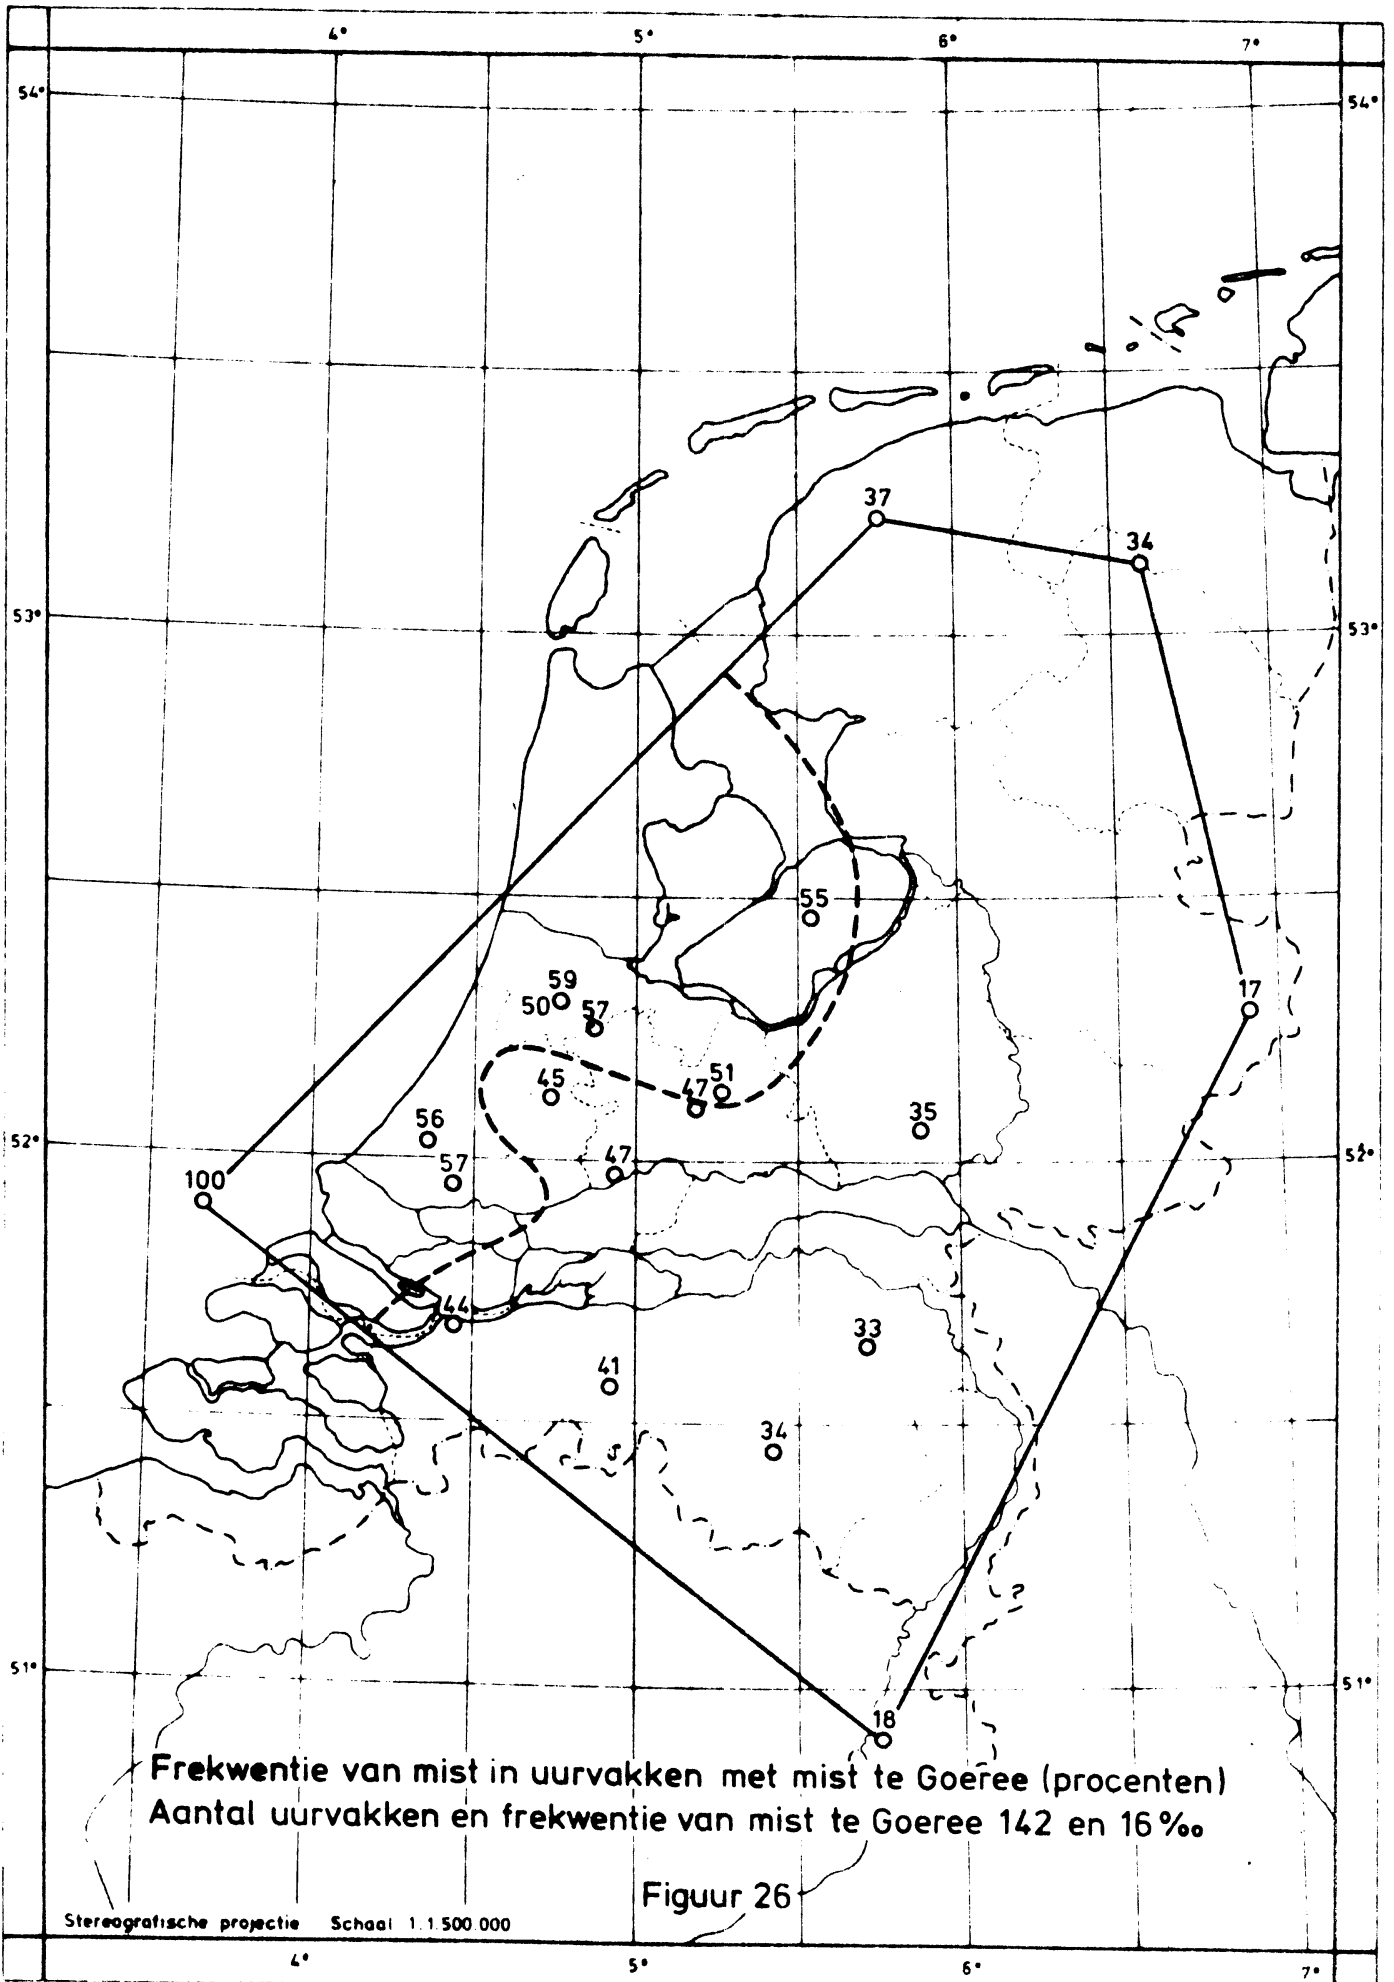 4° 5° 6° 7°
54° 54°
37
34
53° 53°
55
59
50 57
17
45 47 51
56 35
52° 52°
57 47
100
44 33
41
34
51° 51°
18
Frekwentie van mist in uurvakken met mist te Goeree (procenten)
Aantal uurvakken en frekwentie van mist te Goeree 142 en 16‰
Figuur 26
Stereografische projectie Schaal 1.1.500.000
4° 5° 6° 7°